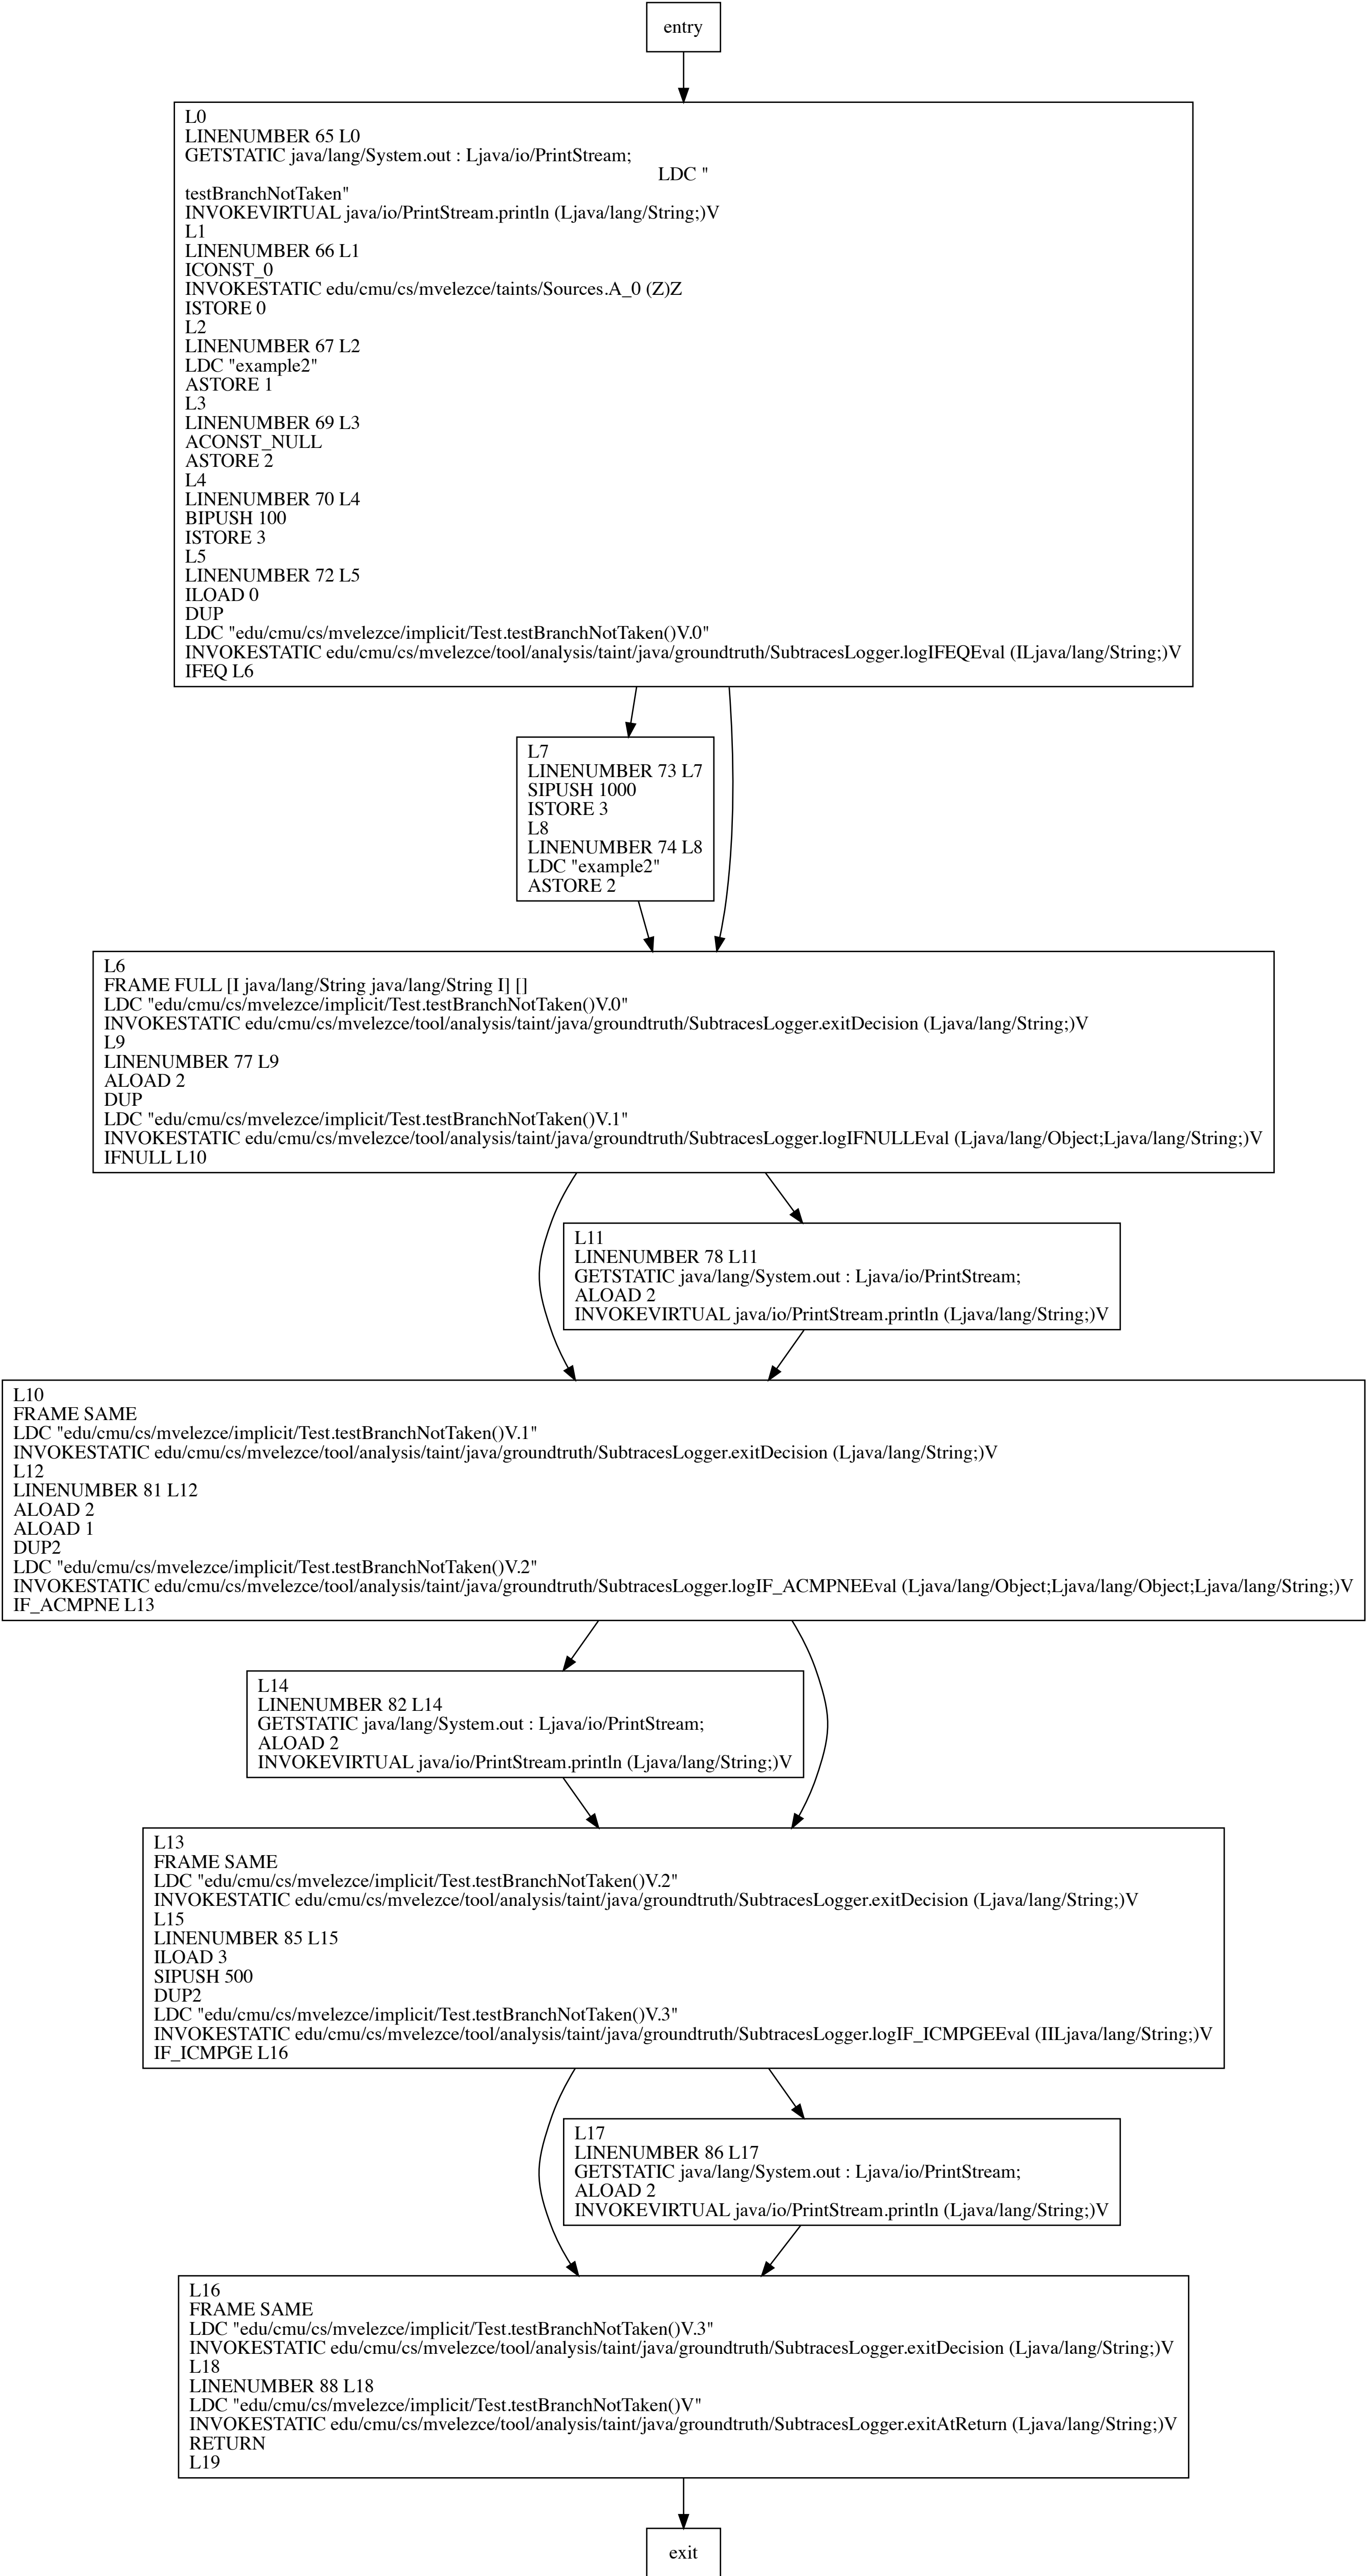 entry
L0
LINENUMBER 65 L0
GETSTATIC java/lang/System.out : Ljava/io/PrintStream;
LDC "
testBranchNotTaken"
INVOKEVIRTUAL java/io/PrintStream.println (Ljava/lang/String;)V
L1
LINENUMBER 66 L1
ICONST_0
INVOKESTATIC edu/cmu/cs/mvelezce/taints/Sources.A_0 (Z)Z
ISTORE 0
L2
LINENUMBER 67 L2
LDC "example2"
ASTORE 1
L3
LINENUMBER 69 L3
ACONST_NULL
ASTORE 2
L4
LINENUMBER 70 L4
BIPUSH 100
ISTORE 3
L5
LINENUMBER 72 L5
ILOAD 0
DUP
LDC "edu/cmu/cs/mvelezce/implicit/Test.testBranchNotTaken()V.0"
INVOKESTATIC edu/cmu/cs/mvelezce/tool/analysis/taint/java/groundtruth/SubtracesLogger.logIFEQEval (ILjava/lang/String;)V
IFEQ L6
L7
LINENUMBER 73 L7
SIPUSH 1000
ISTORE 3
L8
LINENUMBER 74 L8
LDC "example2"
ASTORE 2
L6
FRAME FULL [I java/lang/String java/lang/String I] []
LDC "edu/cmu/cs/mvelezce/implicit/Test.testBranchNotTaken()V.0"
INVOKESTATIC edu/cmu/cs/mvelezce/tool/analysis/taint/java/groundtruth/SubtracesLogger.exitDecision (Ljava/lang/String;)V
L9
LINENUMBER 77 L9
ALOAD 2
DUP
LDC "edu/cmu/cs/mvelezce/implicit/Test.testBranchNotTaken()V.1"
INVOKESTATIC edu/cmu/cs/mvelezce/tool/analysis/taint/java/groundtruth/SubtracesLogger.logIFNULLEval (Ljava/lang/Object;Ljava/lang/String;)V
IFNULL L10
L11
LINENUMBER 78 L11
GETSTATIC java/lang/System.out : Ljava/io/PrintStream;
ALOAD 2
INVOKEVIRTUAL java/io/PrintStream.println (Ljava/lang/String;)V
L10
FRAME SAME
LDC "edu/cmu/cs/mvelezce/implicit/Test.testBranchNotTaken()V.1"
INVOKESTATIC edu/cmu/cs/mvelezce/tool/analysis/taint/java/groundtruth/SubtracesLogger.exitDecision (Ljava/lang/String;)V
L12
LINENUMBER 81 L12
ALOAD 2
ALOAD 1
DUP2
LDC "edu/cmu/cs/mvelezce/implicit/Test.testBranchNotTaken()V.2"
INVOKESTATIC edu/cmu/cs/mvelezce/tool/analysis/taint/java/groundtruth/SubtracesLogger.logIF_ACMPNEEval (Ljava/lang/Object;Ljava/lang/Object;Ljava/lang/String;)V
IF_ACMPNE L13
L14
LINENUMBER 82 L14
GETSTATIC java/lang/System.out : Ljava/io/PrintStream;
ALOAD 2
INVOKEVIRTUAL java/io/PrintStream.println (Ljava/lang/String;)V
L13
FRAME SAME
LDC "edu/cmu/cs/mvelezce/implicit/Test.testBranchNotTaken()V.2"
INVOKESTATIC edu/cmu/cs/mvelezce/tool/analysis/taint/java/groundtruth/SubtracesLogger.exitDecision (Ljava/lang/String;)V
L15
LINENUMBER 85 L15
ILOAD 3
SIPUSH 500
DUP2
LDC "edu/cmu/cs/mvelezce/implicit/Test.testBranchNotTaken()V.3"
INVOKESTATIC edu/cmu/cs/mvelezce/tool/analysis/taint/java/groundtruth/SubtracesLogger.logIF_ICMPGEEval (IILjava/lang/String;)V
IF_ICMPGE L16
L17
LINENUMBER 86 L17
GETSTATIC java/lang/System.out : Ljava/io/PrintStream;
ALOAD 2
INVOKEVIRTUAL java/io/PrintStream.println (Ljava/lang/String;)V
L16
FRAME SAME
LDC "edu/cmu/cs/mvelezce/implicit/Test.testBranchNotTaken()V.3"
INVOKESTATIC edu/cmu/cs/mvelezce/tool/analysis/taint/java/groundtruth/SubtracesLogger.exitDecision (Ljava/lang/String;)V
L18
LINENUMBER 88 L18
LDC "edu/cmu/cs/mvelezce/implicit/Test.testBranchNotTaken()V"
INVOKESTATIC edu/cmu/cs/mvelezce/tool/analysis/taint/java/groundtruth/SubtracesLogger.exitAtReturn (Ljava/lang/String;)V
RETURN
L19
exit